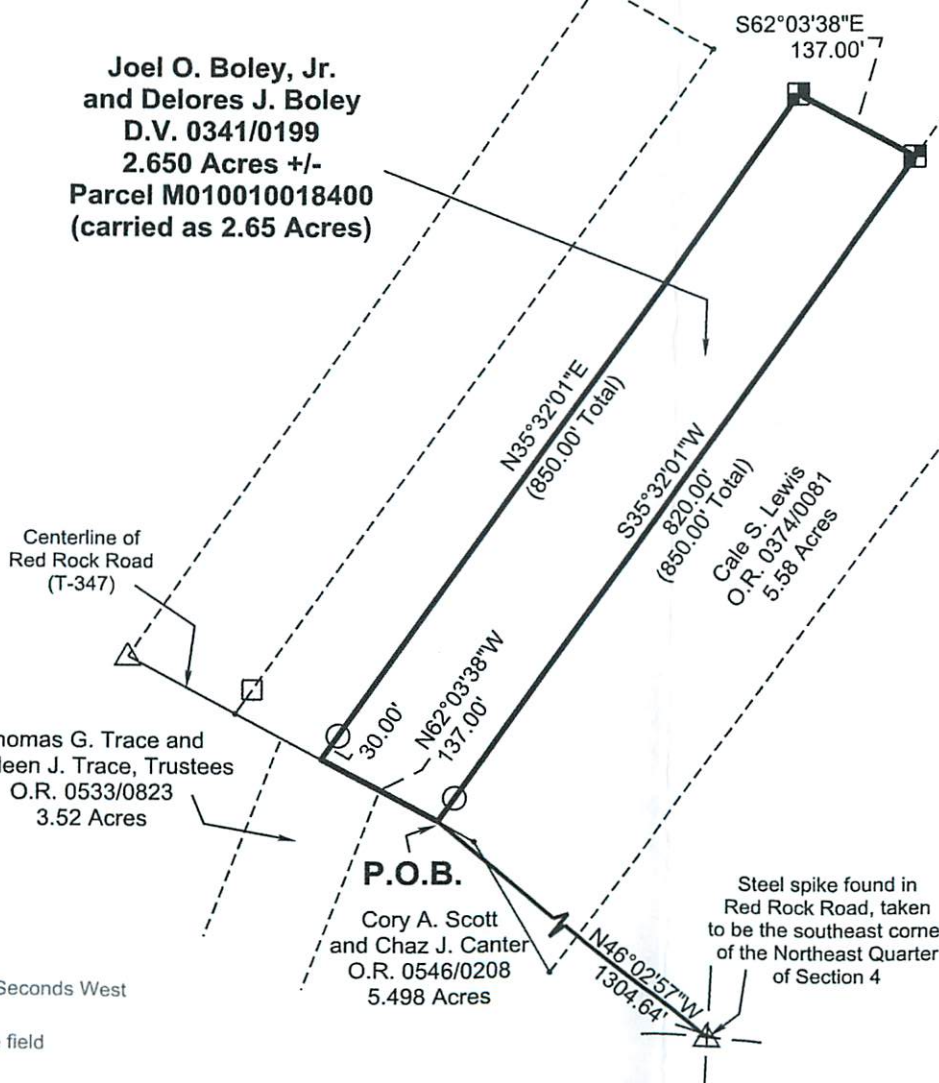 S62°03'38"E
137.00'
Joel O. Boley, Jr.
and Delores J. Boley
D.V. 0341/0199
2.650 Acres +/-
Parcel M010010018400
(carried as 2.65 Acres)
N35°32'01"E
(850.00' Total)
S35°32'01"W
820.00'
(850.00' Total)
Cale S. Lewis
O.R. 0374/0081
5.58 Acres
Centerline of
Red Rock Road
(T-347)
30.00'
N62°03'38"W
137.00'
G. Trace and
J. Trace, Trustees
O.R. 0533/0823
3.52 Acres
P.O.B.
Cory A. Scott
and Chaz J. Canter
O.R. 0546/0208
5.498 Acres
N46°02'57"W
1304.64'
Steel spike found in
Red Rock Road, taken
to be the southeast corne
of the Northeast Quarter
of Section 4
Seconds West
field